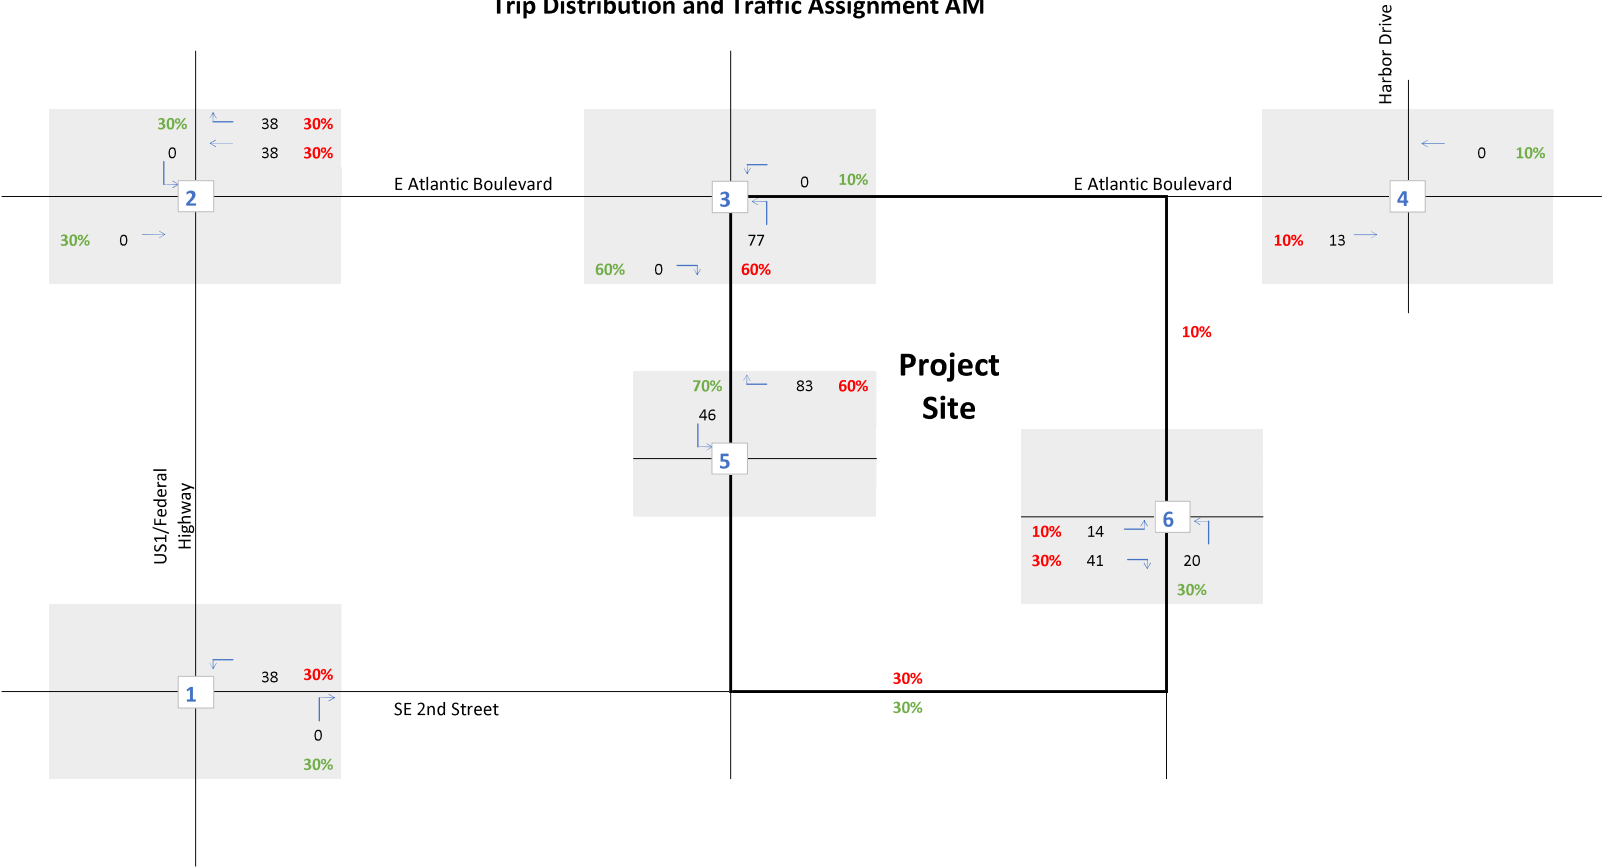 Trip Distribution and Traffic Assignment AM
Harbor Drive
30% 38 30%
0 38 30%
2
30% 0
E Atlantic Boulevard
0 10%
3
77
60% 0 60%
E Atlantic Boulevard
0 10%
4
10% 13
10%
Project
Site
70% 83 60%
46
5
US1/Federal
Highway
6
10% 14
30% 41 20
30%
38 30%
1
0
30%
SE 2nd Street
30%
30%